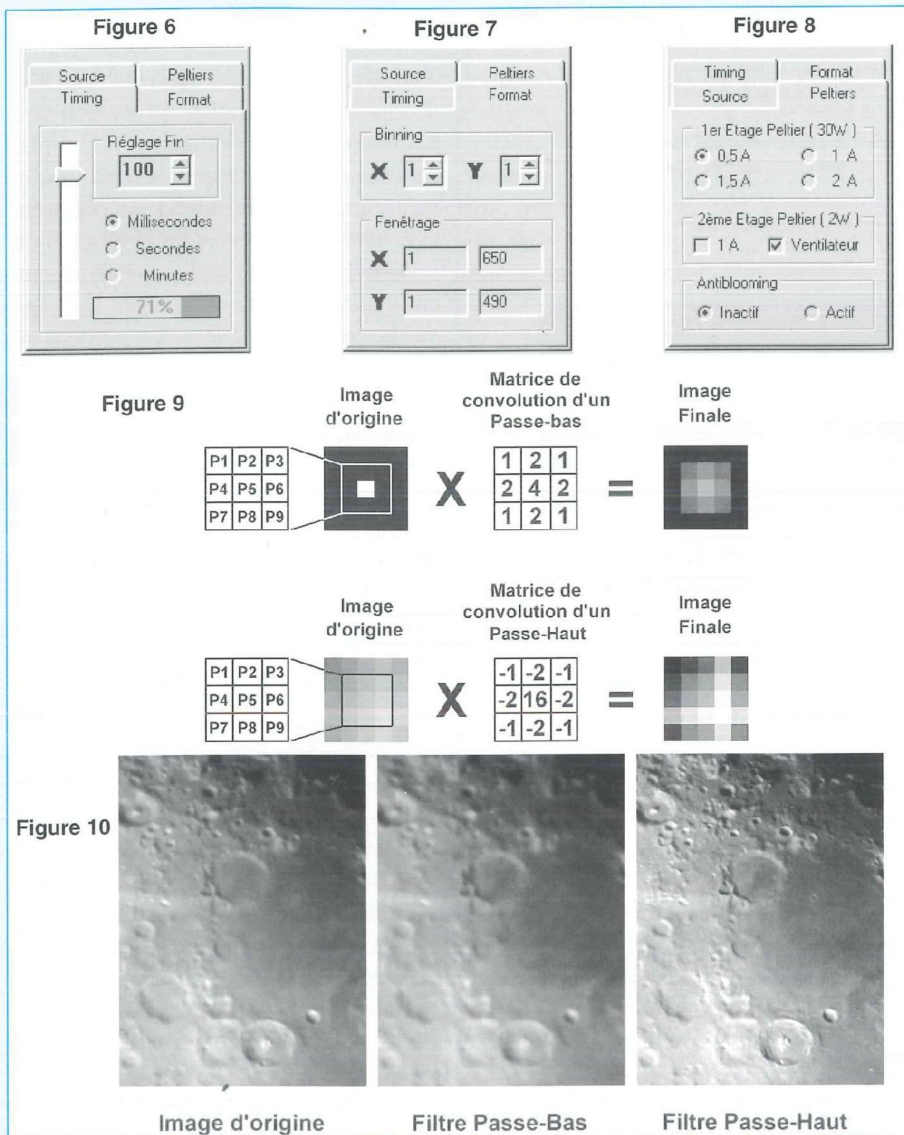 Figure 6
Source Peltiers
Timing Format
Réglage Fin
100
Millisecondes
Secondes
Minutes
71%
Figure 7
Source Peltiers
Timing Format
Binning
X 1 Y 1
Fenêtrage
X 1 650
Y 1 490
Figure 8
Timing Format
Source Peltiers
1er Etage Peltier ( 30W )
0,5 A 1 A
1,5 A 2 A
2ème Etage Peltier ( 2W )
1 A Ventilateur
Antiblooming
Inactif Actif
Figure 9
Image
d'origine
Matrice de
convolution d'un
Passe-bas
Image
Finale
P1 P2 P3
P4 P5 P6
P7 P8 P9
X
1 2 1
2 4 2
1 2 1
=
Image
d'origine
Matrice de
convolution d'un
Passe-Haut
Image
Finale
P1 P2 P3
P4 P5 P6
P7 P8 P9
X
-1 -2 -1
-2 16 -2
-1 -2 -1
=
Figure 10
Image d'origine
Filtre Passe-Bas
Filtre Passe-Haut